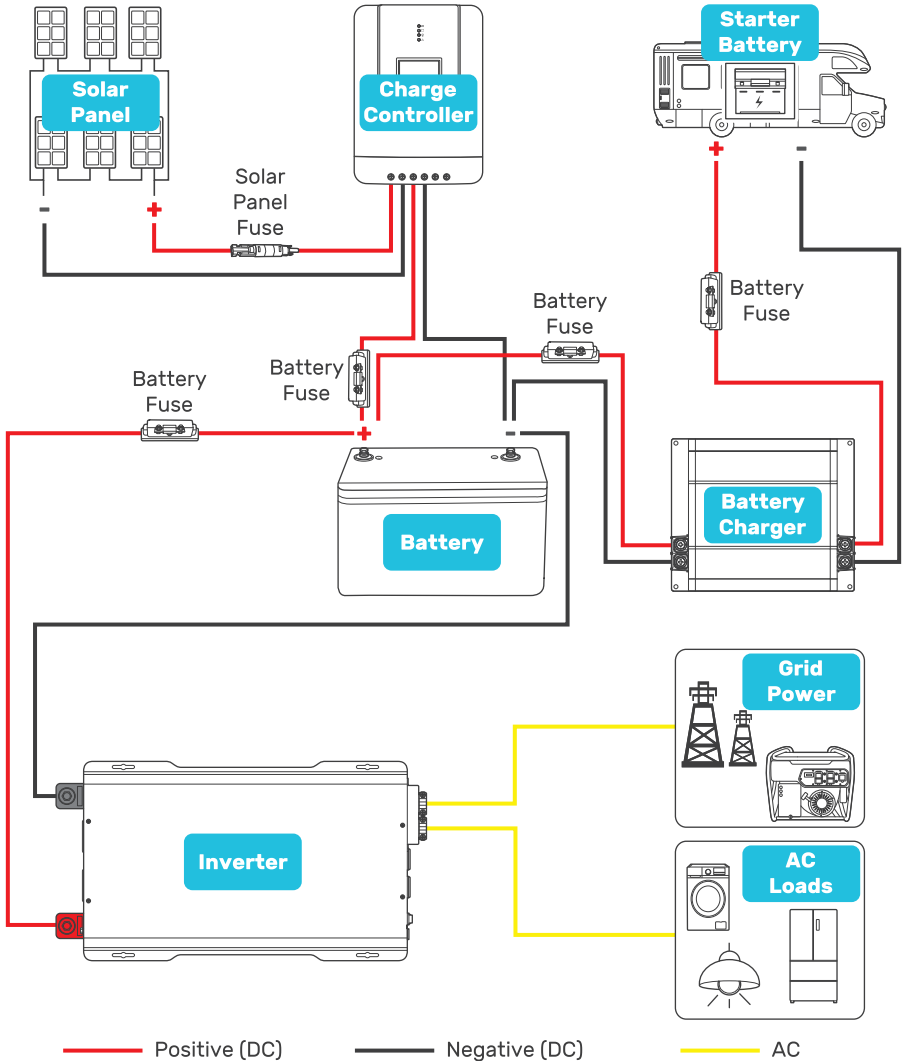 Solar
Panel
Charge
Controller
Starter
Battery
- +
+ -
Solar
Panel
Fuse
Battery
Fuse
Battery
Fuse
Battery
Fuse
Battery
Fuse
+ -
Battery
Battery
Charger
Grid
Power
Inverter
AC
Loads
Positive (DC)
Negative (DC)
AC